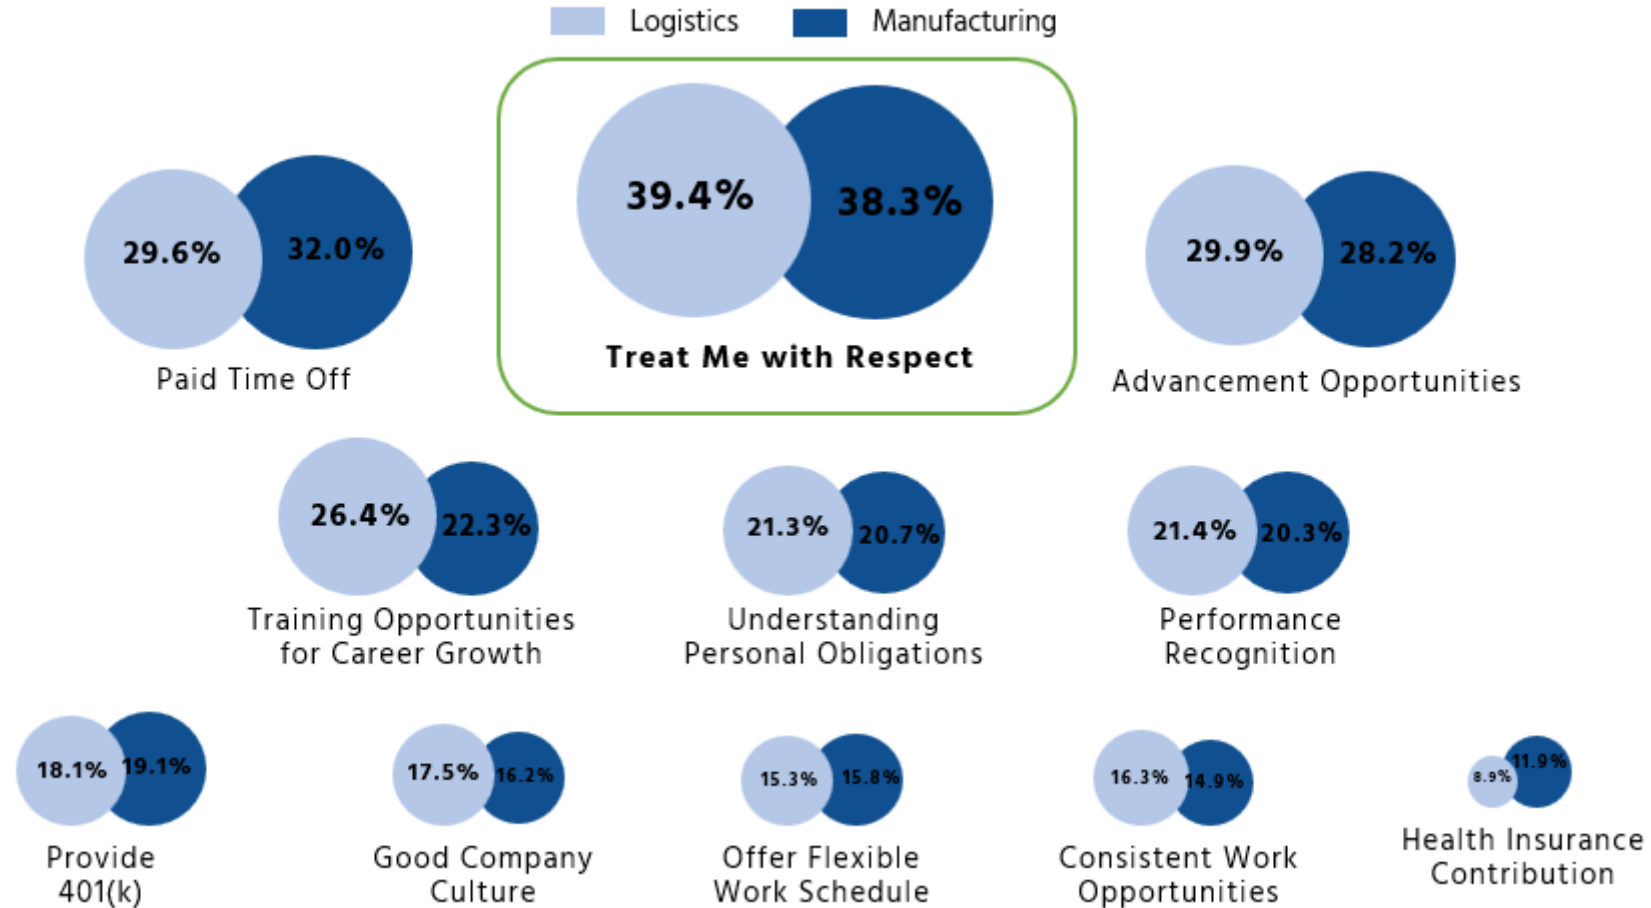 Logistics Manufacturing
39.4% 38.3%
Treat Me with Respect
29.6% 32.0%
Paid Time Off
29.9% 28.2%
Advancement Opportunities
26.4% 22.3%
Training Opportunities
for Career Growth
21.3% 20.7%
Understanding
Personal Obligations
21.4% 20.3%
Performance
Recognition
18.1% 19.1%
Provide
401(k)
17.5% 16.2%
Good Company
Culture
15.3% 15.8%
Offer Flexible
Work Schedule
16.3% 14.9%
Consistent Work
Opportunities
8.9% 11.9%
Health Insurance
Contribution